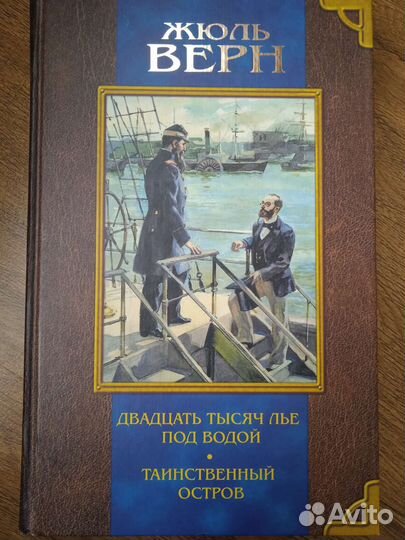 ЖЮЛЬ
ВЕРН
ДВАДЦАТЬ ТЫСЯЧ ЛЬЕ
ПОД ВОДОЙ
•
ТАИНСТВЕННЫЙ
ОСТРОВ
Avito